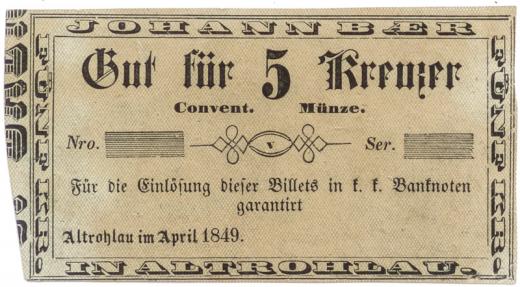 JOHANN BÆR
FÜNF KR.
Gut für 5 Kreuzer
Convent. Münze.
Nro.
v
Ser.
Für die Einlösung dieser Billets in k. k. Banknoten
garantirt
Altrohlau im April 1849.
IN ALTROHLAU.
FÜNF KR.